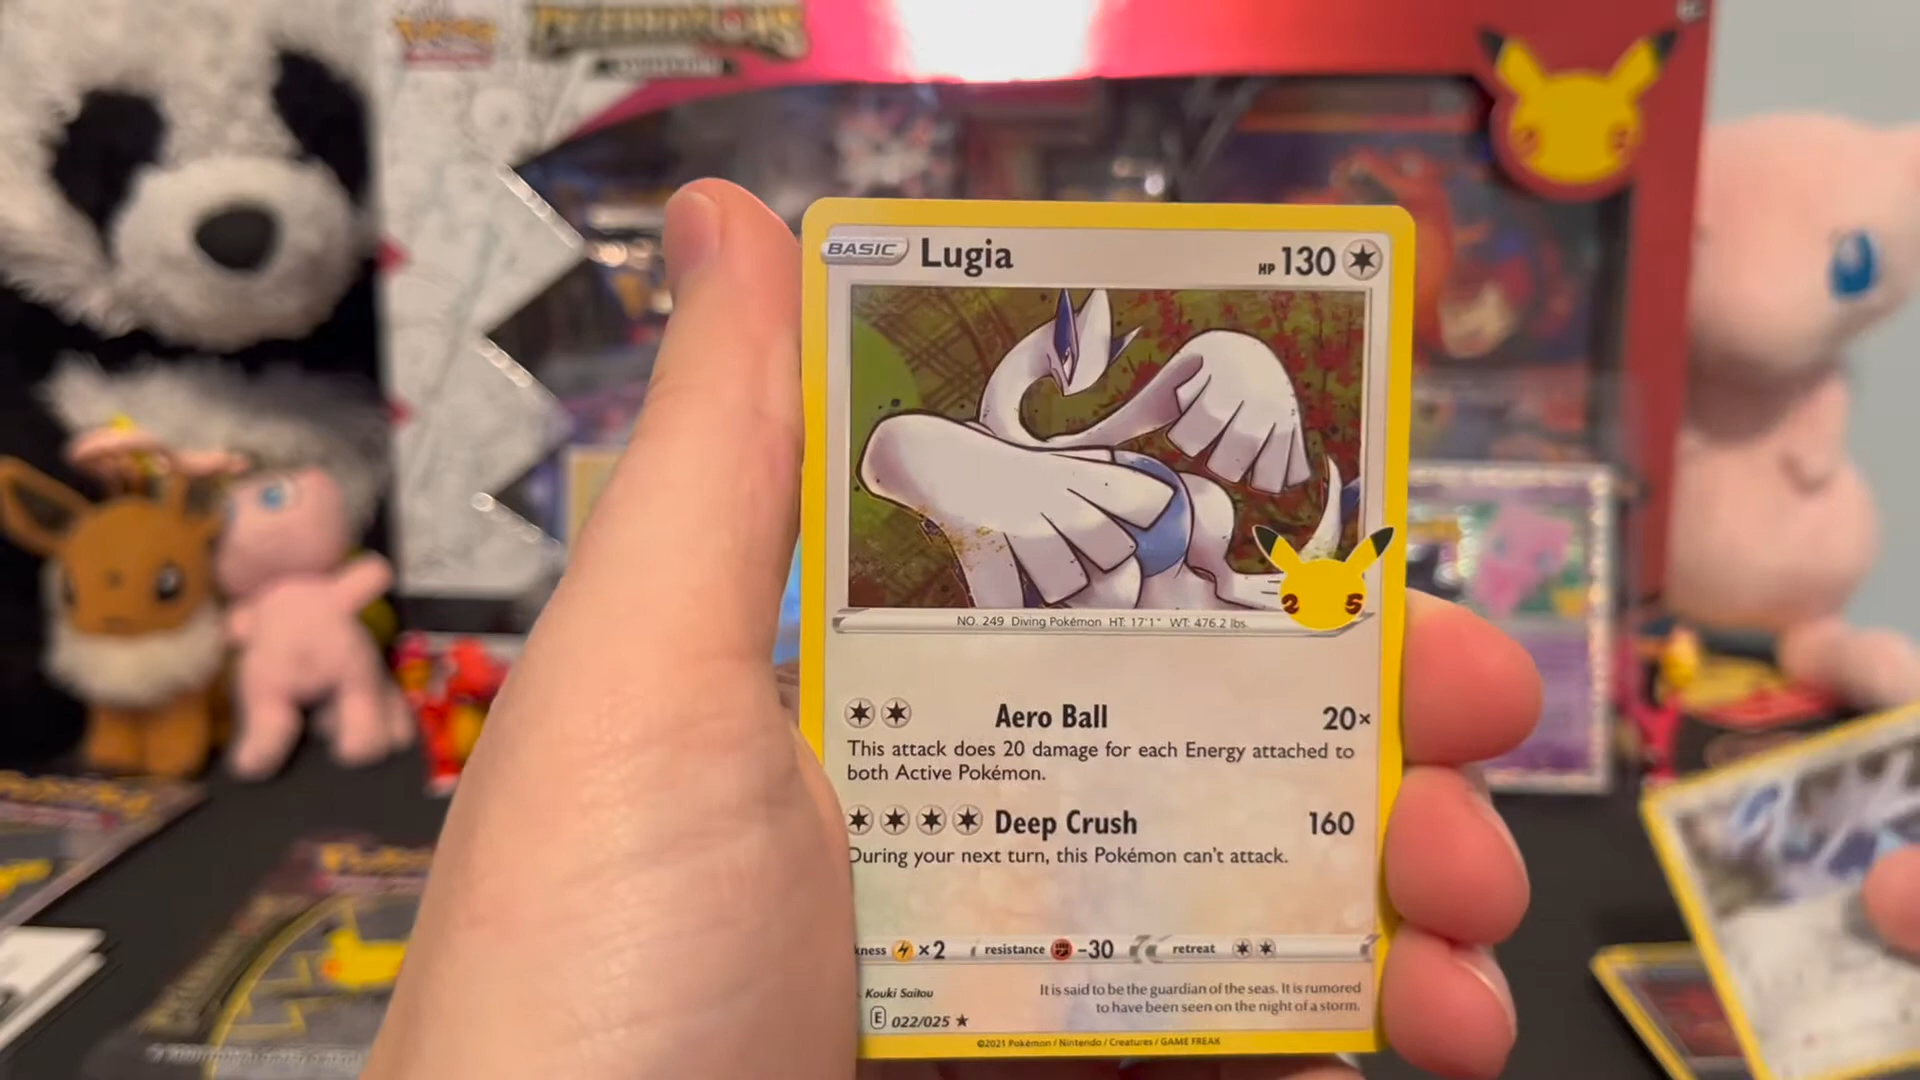 Pokémon
CELEBRATIONS
BASIC Lugia HP 130
25
NO. 249 Diving Pokémon HT: 17'1" WT: 476.2 lbs.
Aero Ball 20×
This attack does 20 damage for each Energy attached to
both Active Pokémon.
Deep Crush 160
During your next turn, this Pokémon can't attack.
kness ×2 resistance -30 retreat
. Kouki Saitou
It is said to be the guardian of the seas. It is rumored
to have been seen on the night of a storm.
E 022/025
©2021 Pokémon / Nintendo / Creatures / GAME FREAK